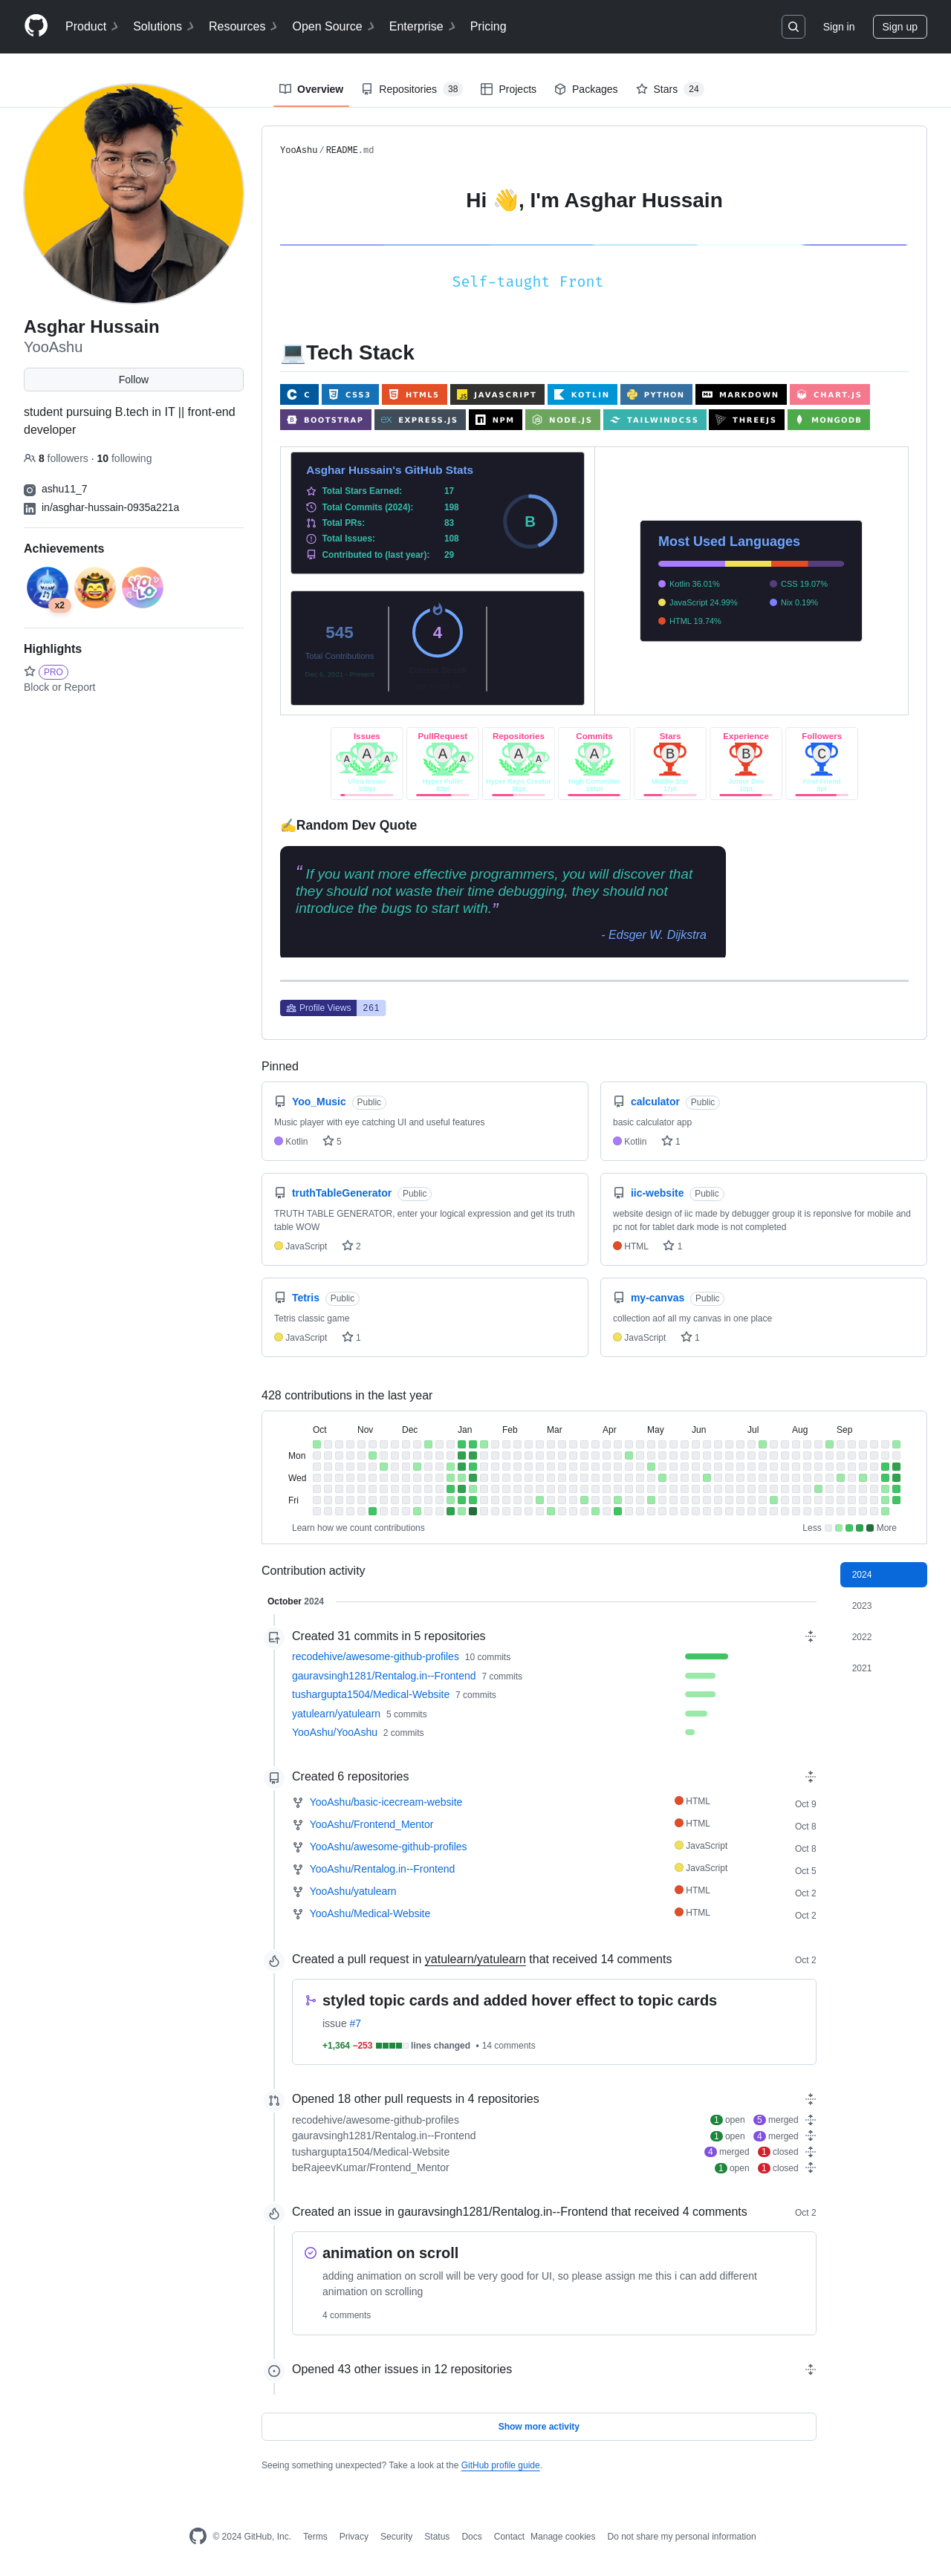 Product Solutions Resources Open Source Enterprise Pricing Sign in Sign up
Overview Repositories 38 Projects Packages Stars 24
Asghar Hussain
YooAshu
Follow
student pursuing B.tech in IT || front-end
developer
8 followers · 10 following
ashu11_7
in/asghar-hussain-0935a221a
Achievements
x2
Highlights
PRO
Block or Report
YooAshu/README.md
Hi 👋, I'm Asghar Hussain
Self-taught Front
💻Tech Stack
C CSS3 HTML5 JAVASCRIPT KOTLIN PYTHON MARKDOWN CHART.JS
BOOTSTRAP EXPRESS.JS NPM NODE.JS TAILWINDCSS THREEJS MONGODB
Asghar Hussain's GitHub Stats
Total Stars Earned: 17
Total Commits (2024): 198
Total PRs: 83
Total Issues: 108
Contributed to (last year): 29
B
545
Total Contributions
4
Most Used Languages
Kotlin 36.01% CSS 19.07%
JavaScript 24.99% Nix 0.19%
HTML 19.74%
Issues PullRequest Repositories Commits Stars Experience Followers
A A A A A A A A B B C
✍️Random Dev Quote
“ If you want more effective programmers, you will discover that
they should not waste their time debugging, they should not
introduce the bugs to start with.”
- Edsger W. Dijkstra
Profile Views 261
Pinned
Yoo_Music Public
Music player with eye catching UI and useful features
Kotlin 5
calculator Public
basic calculator app
Kotlin 1
truthTableGenerator Public
TRUTH TABLE GENERATOR, enter your logical expression and get its truth
table WOW
JavaScript 2
iic-website Public
website design of iic made by debugger group it is reponsive for mobile and
pc not for tablet dark mode is not completed
HTML 1
Tetris Public
Tetris classic game
JavaScript 1
my-canvas Public
collection aof all my canvas in one place
JavaScript 1
428 contributions in the last year
Oct Nov Dec Jan Feb Mar Apr May Jun Jul Aug Sep
Mon
Wed
Fri
Learn how we count contributions Less More
Contribution activity
2024
2023
2022
2021
October 2024
Created 31 commits in 5 repositories
recodehive/awesome-github-profiles 10 commits
gauravsingh1281/Rentalog.in--Frontend 7 commits
tushargupta1504/Medical-Website 7 commits
yatulearn/yatulearn 5 commits
YooAshu/YooAshu 2 commits
Created 6 repositories
YooAshu/basic-icecream-website HTML Oct 9
YooAshu/Frontend_Mentor HTML Oct 8
YooAshu/awesome-github-profiles JavaScript Oct 8
YooAshu/Rentalog.in--Frontend JavaScript Oct 5
YooAshu/yatulearn HTML Oct 2
YooAshu/Medical-Website HTML Oct 2
Created a pull request in yatulearn/yatulearn that received 14 comments Oct 2
styled topic cards and added hover effect to topic cards
issue #7
+1,364 −253 lines changed • 14 comments
Opened 18 other pull requests in 4 repositories
recodehive/awesome-github-profiles 1 open 5 merged
gauravsingh1281/Rentalog.in--Frontend 1 open 4 merged
tushargupta1504/Medical-Website 4 merged 1 closed
beRajeevKumar/Frontend_Mentor 1 open 1 closed
Created an issue in gauravsingh1281/Rentalog.in--Frontend that received 4 comments Oct 2
animation on scroll
adding animation on scroll will be very good for UI, so please assign me this i can add different
animation on scrolling
4 comments
Opened 43 other issues in 12 repositories
Show more activity
Seeing something unexpected? Take a look at the GitHub profile guide.
© 2024 GitHub, Inc. Terms Privacy Security Status Docs Contact Manage cookies Do not share my personal information